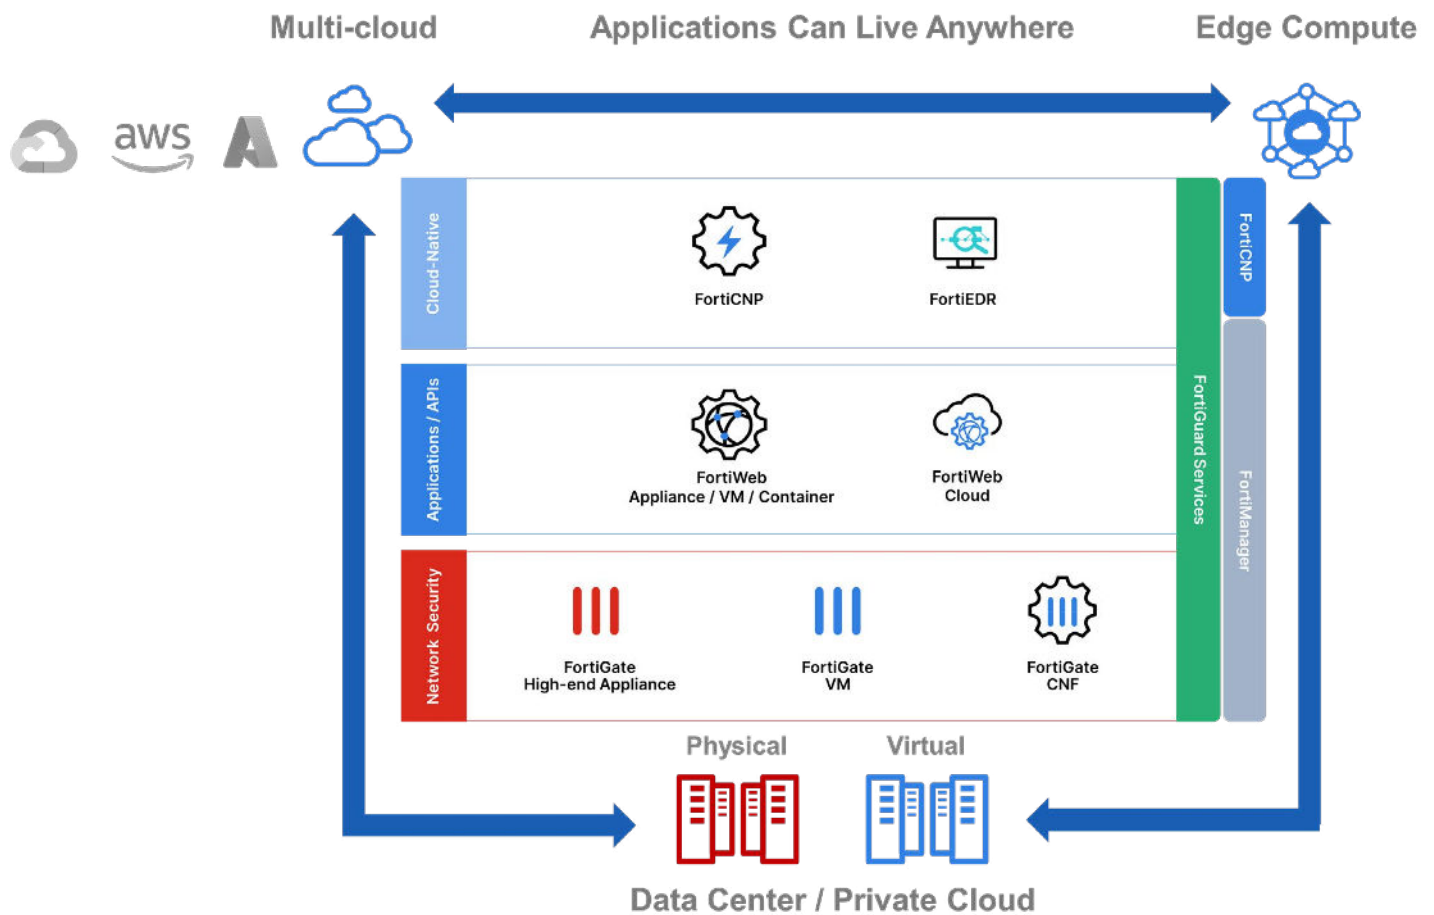 Multi-cloud
Applications Can Live Anywhere
Edge Compute
aws
Cloud-Native
FortiCNP
FortiEDR
FortiCNP
Applications / APIs
FortiWeb
Appliance / VM / Container
FortiWeb
Cloud
FortiGuard Services
FortiManager
Network Security
FortiGate
High-end Appliance
FortiGate
VM
FortiGate
CNF
Physical
Virtual
Data Center / Private Cloud